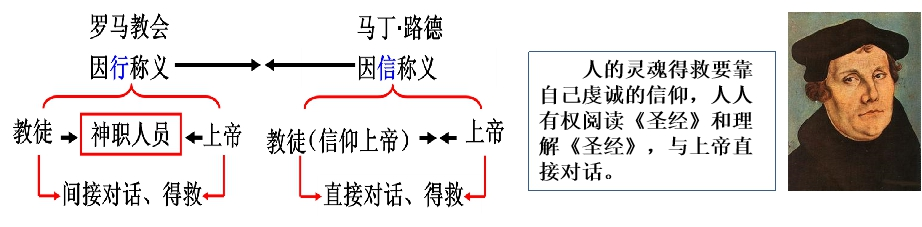 罗马教会
马丁·路德
因行称义
因信称义
教徒
神职人员
上帝
教徒(信仰上帝)
上帝
间接对话、得救
直接对话、得救
人的灵魂得救要靠
自己虔诚的信仰，人人
有权阅读《圣经》和理
解《圣经》，与上帝直
接对话。